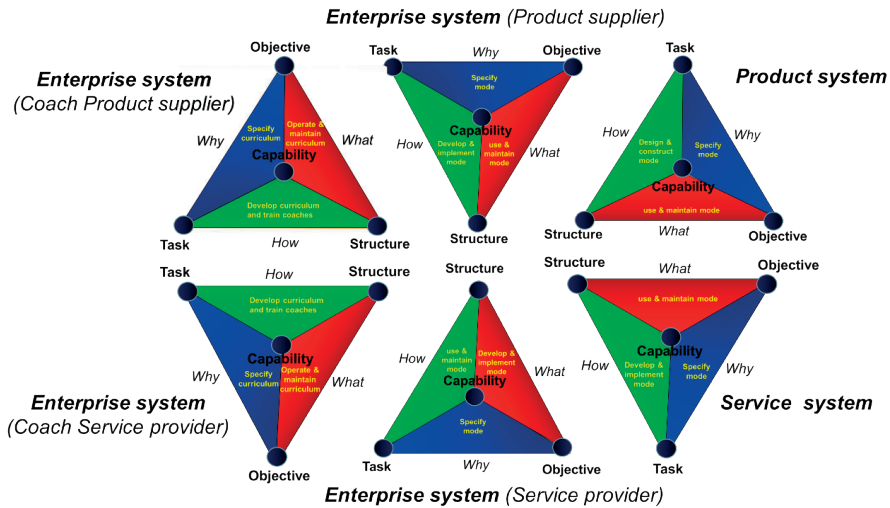 Enterprise system (Product supplier)
Enterprise system
(Coach Product supplier)
Objective
Why
What
Specify
curriculum
Operate &
maintain
curriculum
Capability
Develop curriculum
and train coaches
Task
How
Structure
Task
Why
Objective
Specify
mode
How
Capability
What
Develop &
implement
mode
use &
maintain
mode
Structure
Task
Product system
How
Why
Design &
construct
mode
Specify
mode
Capability
use & maintain mode
Structure
What
Objective
Task
How
Structure
Develop curriculum
and train coaches
Capability
Why
Specify
curriculum
Operate &
maintain
curriculum
What
Enterprise system
(Coach Service provider)
Objective
Structure
How
use &
maintain
mode
Develop &
implement
mode
What
Capability
Specify
mode
Task
Why
Objective
Enterprise system (Service provider)
Structure
What
Objective
use & maintain mode
How
Capability
Why
Develop &
implement
mode
Specify
mode
Service system
Task